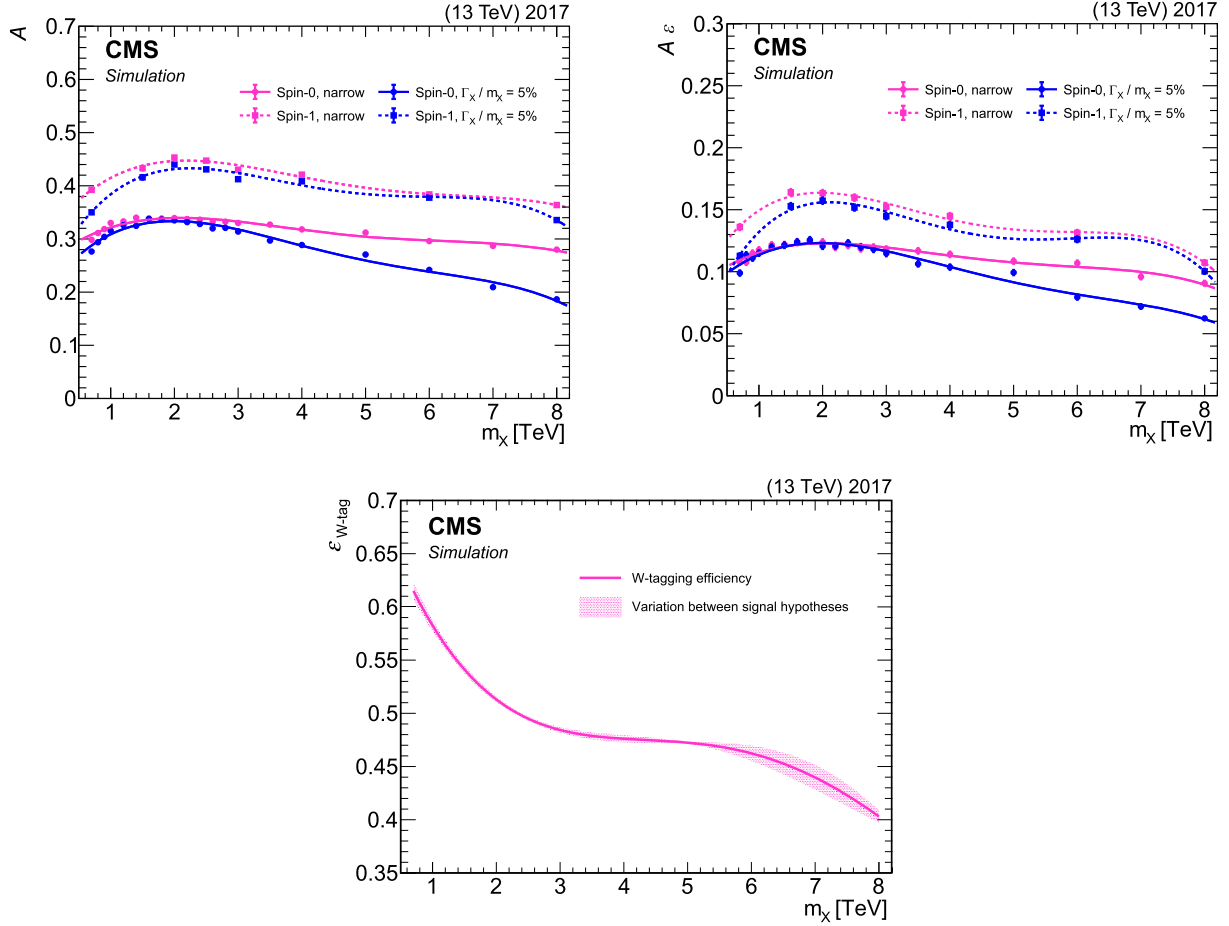 (13 TeV) 2017
A
0.7
0.6
0.5
0.4
0.3
0.2
0.1
0
CMS
Simulation
Spin-0, narrow
Spin-0, Γ_X / m_X = 5%
Spin-1, narrow
Spin-1, Γ_X / m_X = 5%
1 2 3 4 5 6 7 8
m_X [TeV]
(13 TeV) 2017
A ε
0.3
0.25
0.2
0.15
0.1
0.05
0
CMS
Simulation
Spin-0, narrow
Spin-0, Γ_X / m_X = 5%
Spin-1, narrow
Spin-1, Γ_X / m_X = 5%
1 2 3 4 5 6 7 8
m_X [TeV]
(13 TeV) 2017
ε_W-tag
0.7
0.65
0.6
0.55
0.5
0.45
0.4
0.35
CMS
Simulation
W-tagging efficiency
Variation between signal hypotheses
1 2 3 4 5 6 7 8
m_X [TeV]